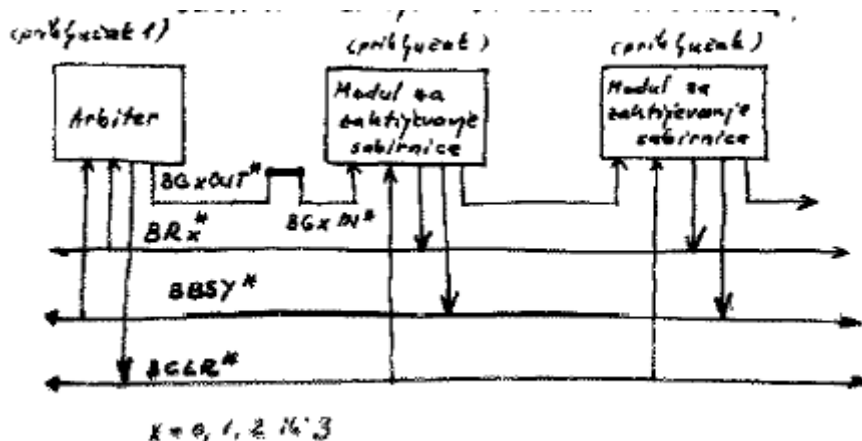 (priključak 1)
(priključak)
(priključak)
Arbiter
Modul za
zahtijevanje
sabirnice
Modul za
zahtijevanje
sabirnice
BGxOUT*
BGxIN*
BRx*
BBSY*
BCLR*
x = 0, 1, 2 ili 3